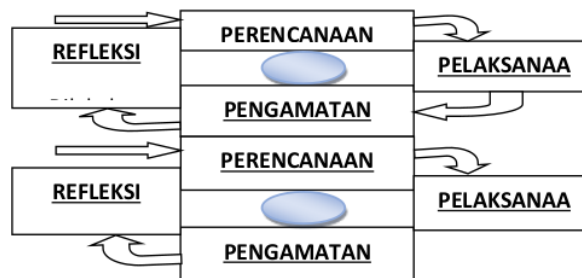 PERENCANAAN
REFLEKSI
PELAKSANAA
PENGAMATAN
PERENCANAAN
REFLEKSI
PELAKSANAA
PENGAMATAN